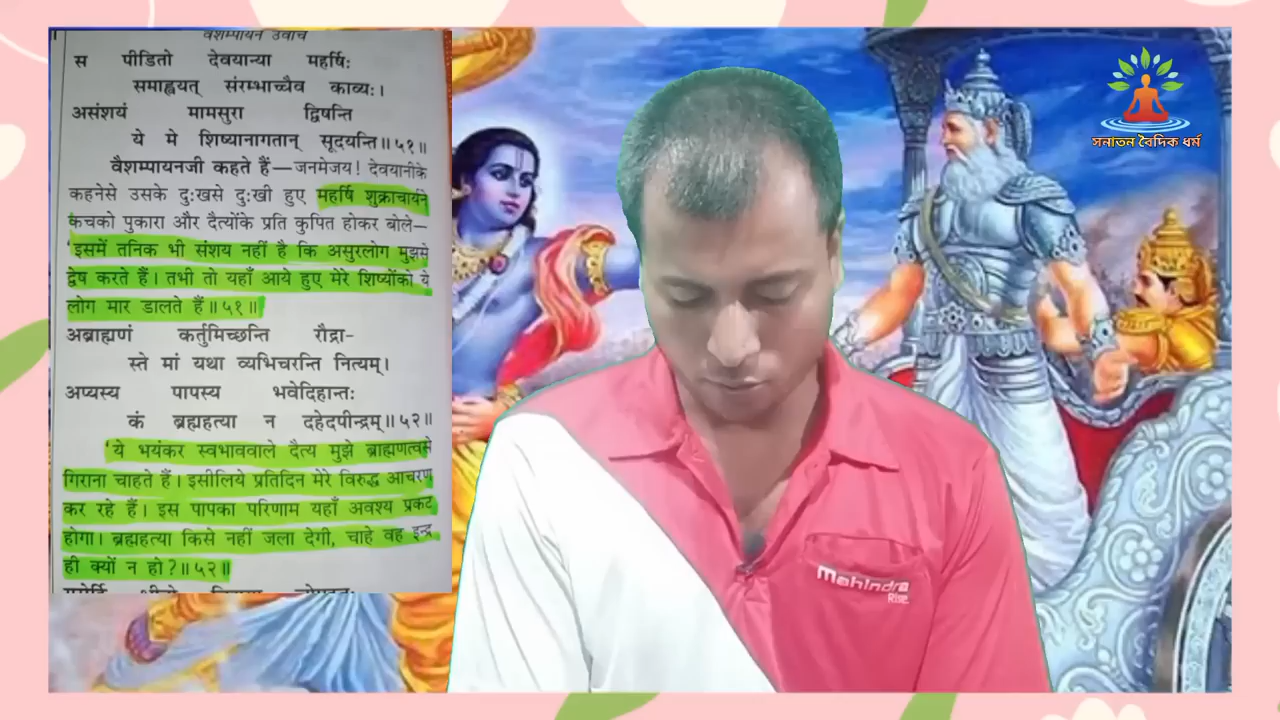 वैशम्पायन उवाच
स पीडितो देवयान्या महर्षिः
समाह्वयत् संरम्भाच्चैव काव्यः।
असंशयं मामसुरा द्विषन्ति
ये मे शिष्यानागतान् सूदयन्ति॥५१॥
वैशम्पायनजी कहते हैं—जनमेजय! देवयानीके
कहनेसे उसके दुःखसे दुःखी हुए महर्षि शुक्राचार्यने
कचको पुकारा और दैत्योंके प्रति कुपित होकर बोले—
'इसमें तनिक भी संशय नहीं है कि असुरलोग मुझसे
द्वेष करते हैं। तभी तो यहाँ आये हुए मेरे शिष्योंको ये
लोग मार डालते हैं॥५१॥
अब्राह्मणं कर्तुमिच्छन्ति रौद्रा-
स्ते मां यथा व्यभिचरन्ति नित्यम्।
अप्यस्य पापस्य भवेदिहान्तः
कं ब्रह्महत्या न दहेदपीन्द्रम्॥५२॥
'ये भयंकर स्वभाववाले दैत्य मुझे ब्राह्मणत्वसे
गिराना चाहते हैं। इसीलिये प्रतिदिन मेरे विरुद्ध आचरण
कर रहे हैं। इस पापका परिणाम यहाँ अवश्य प्रकट
होगा। ब्रह्महत्या किसे नहीं जला देगी, चाहे वह इन्द्र
ही क्यों न हो?॥५२॥
সনাতন বৈদিক ধর্ম
Mahindra
Rise